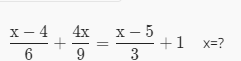 (x − 4)/6 + 4x/9 = (x − 5)/3 + 1 x=?